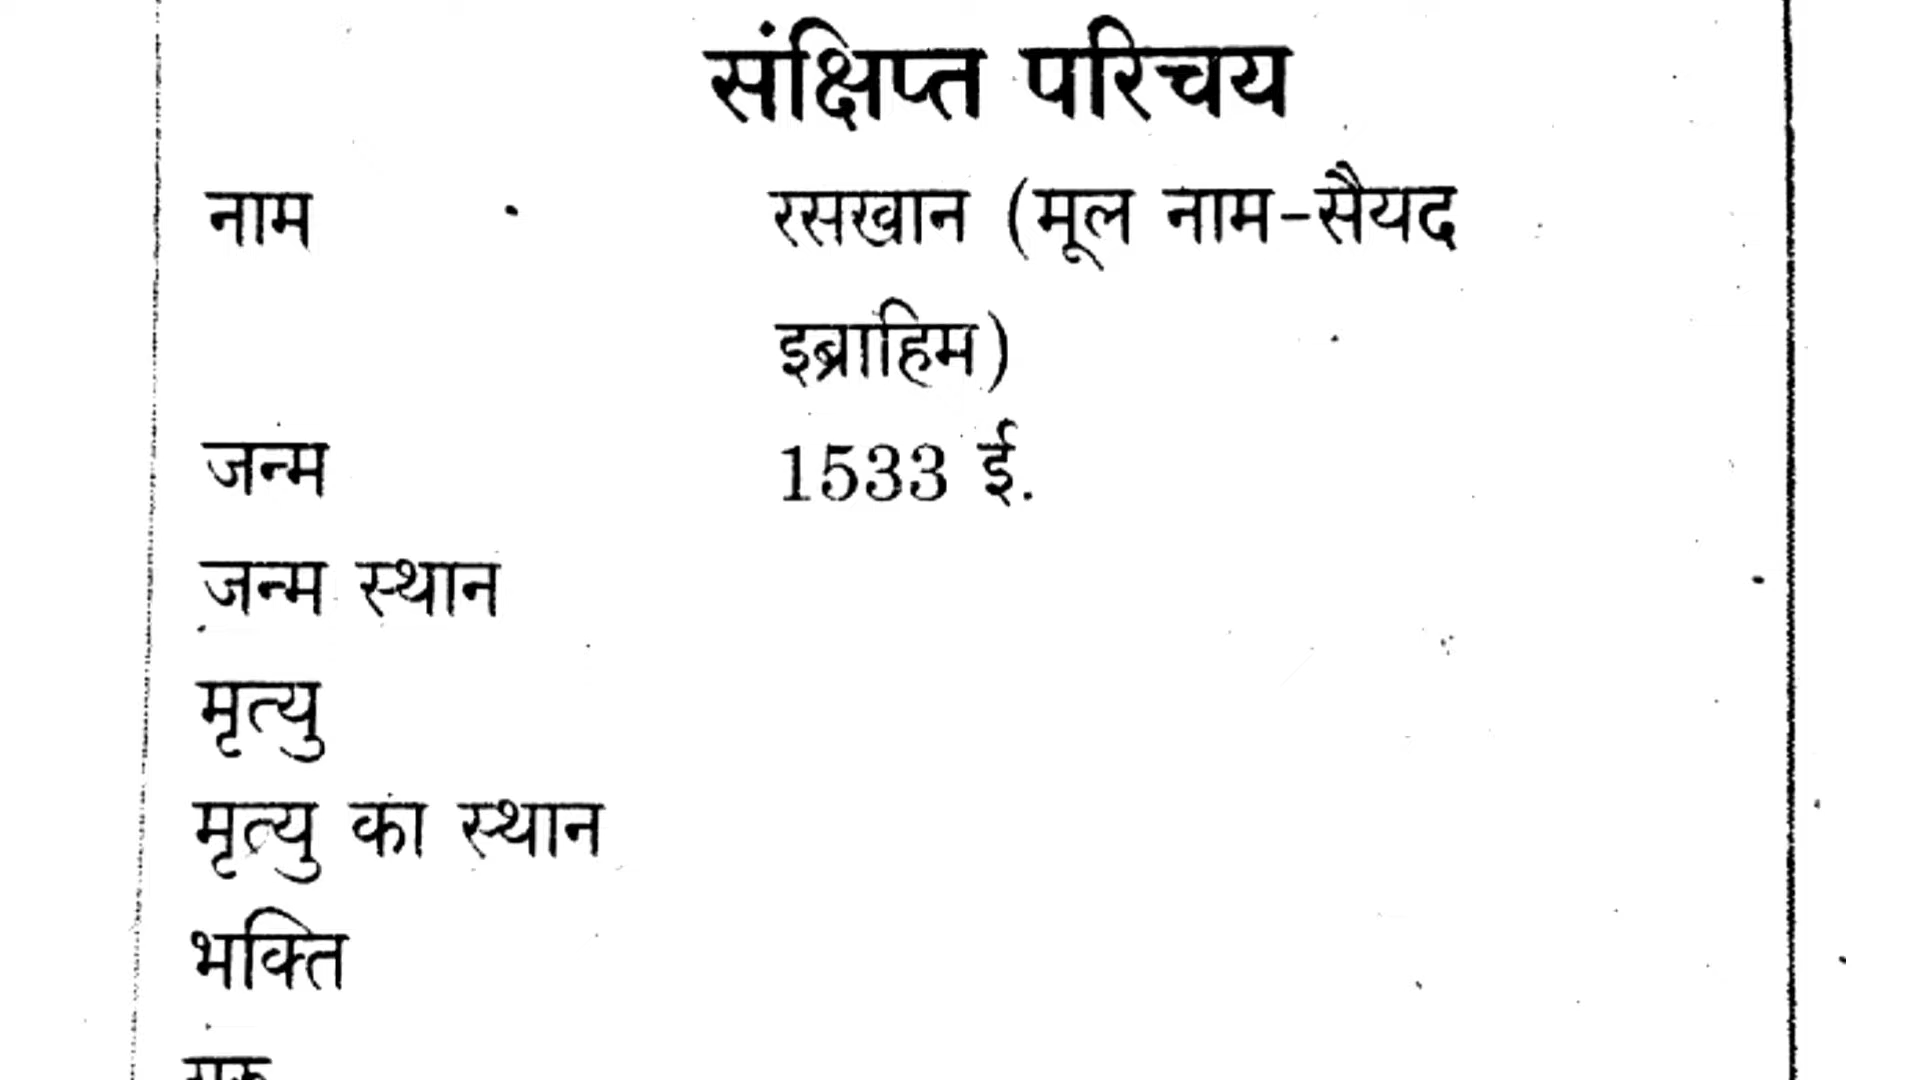 संक्षिप्त परिचय
नाम रसखान (मूल नाम-सैयद
इब्राहिम)
जन्म 1533 ई.
जन्म स्थान
मृत्यु
मृत्यु का स्थान
भक्ति